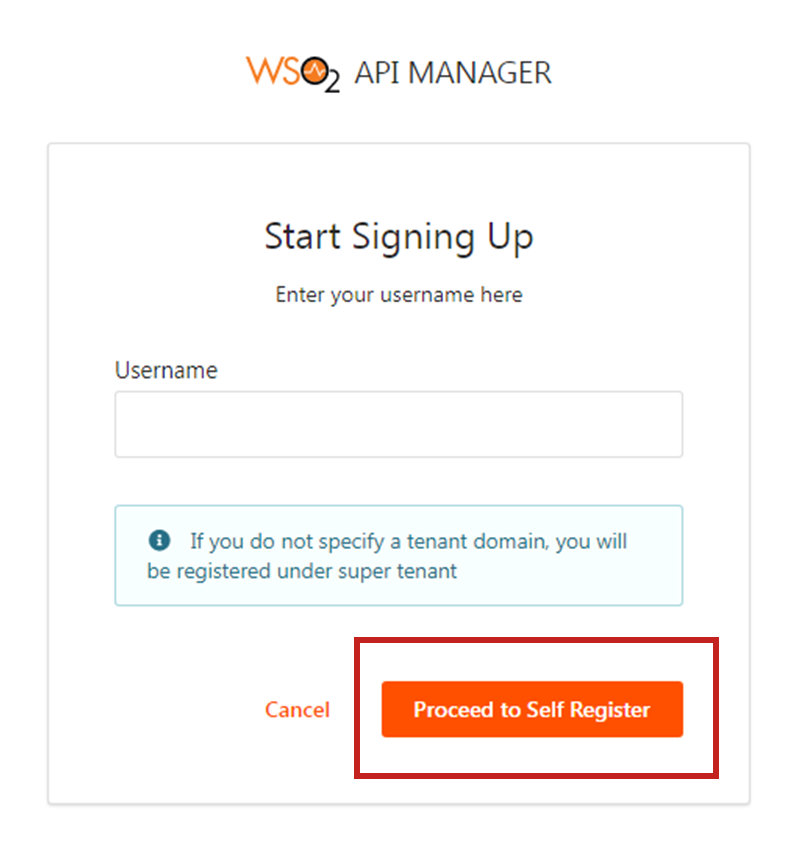 WSO2 API MANAGER
Start Signing Up
Enter your username here
Username
If you do not specify a tenant domain, you will
be registered under super tenant
Cancel Proceed to Self Register